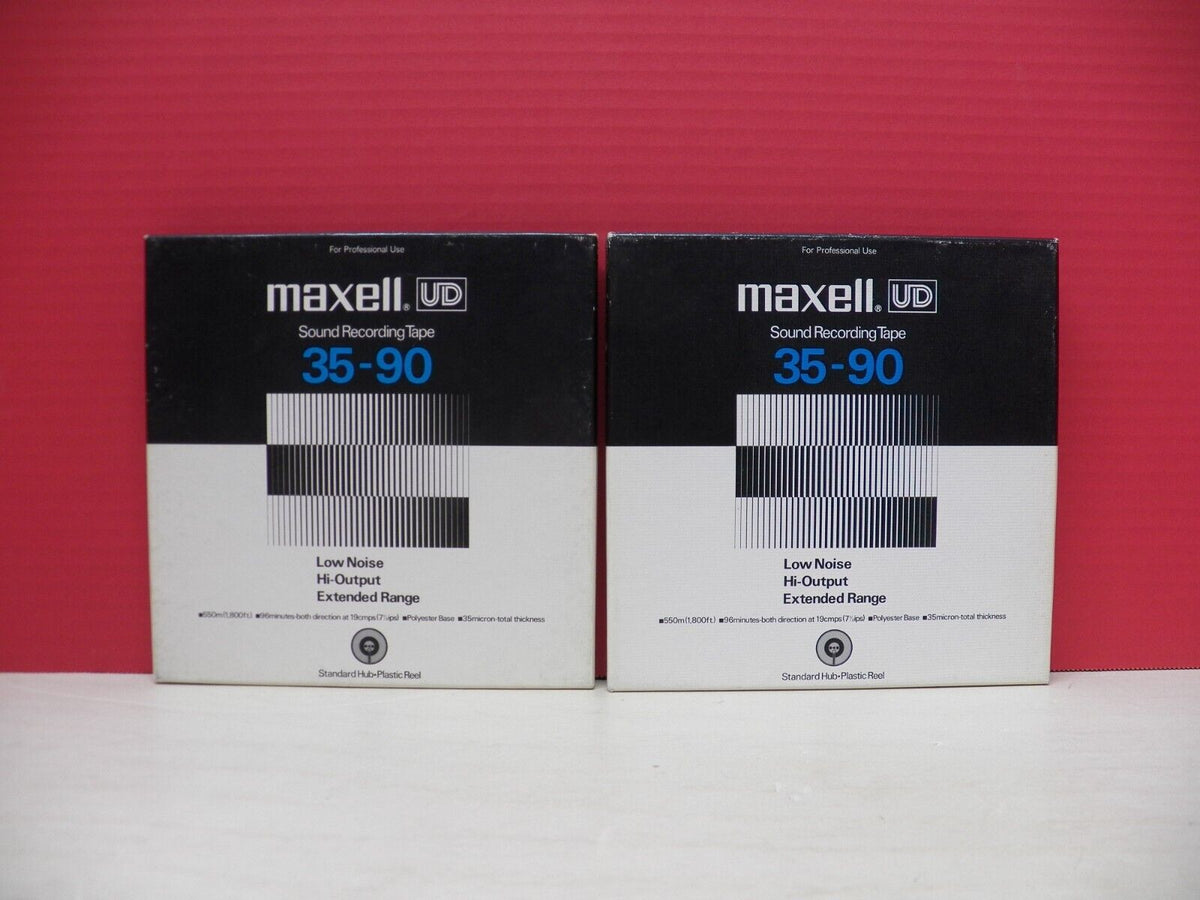 For Professional Use
maxell® UD
Sound Recording Tape
35-90
Low Noise
Hi-Output
Extended Range
■550m(1,800ft.) ■96minutes-both direction at 19cmps(7½ips) ■Polyester Base ■35micron-total thickness
Standard Hub•Plastic Reel
For Professional Use
maxell® UD
Sound Recording Tape
35-90
Low Noise
Hi-Output
Extended Range
■550m(1,800ft.) ■96minutes-both direction at 19cmps(7½ips) ■Polyester Base ■35micron-total thickness
Standard Hub•Plastic Reel